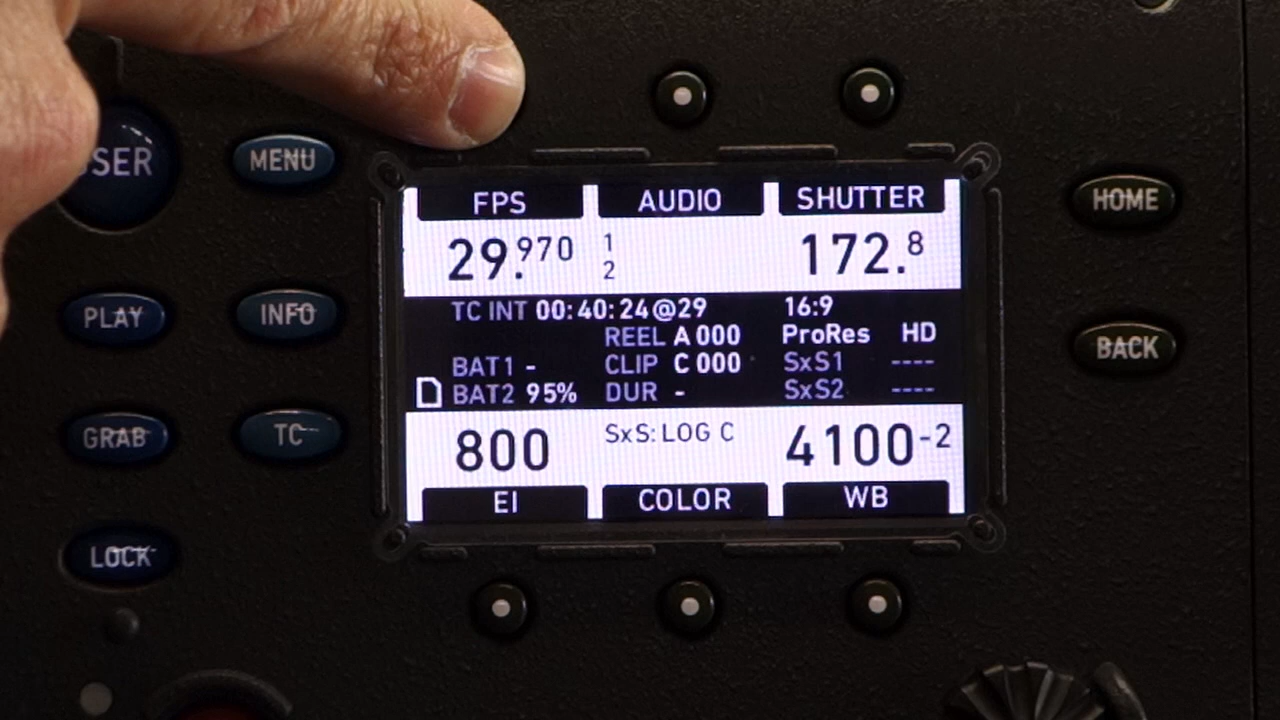 SER
MENU
HOME
PLAY
INFO
BACK
GRAB
TC
LOCK
FPS AUDIO SHUTTER
29.970 1 172.8
2
TC INT 00:40:24@29 16:9
REEL A 000 ProRes HD
BAT1 - CLIP C 000 SxS1 ----
BAT2 95% DUR - SxS2 ----
800 SxS: LOG C 4100-2
EI COLOR WB